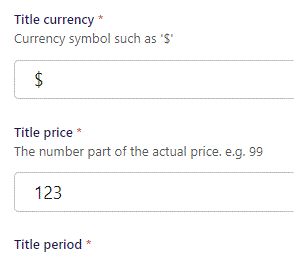 Title currency *
Currency symbol such as '$'
$
Title price *
The number part of the actual price. e.g. 99
123
Title period *